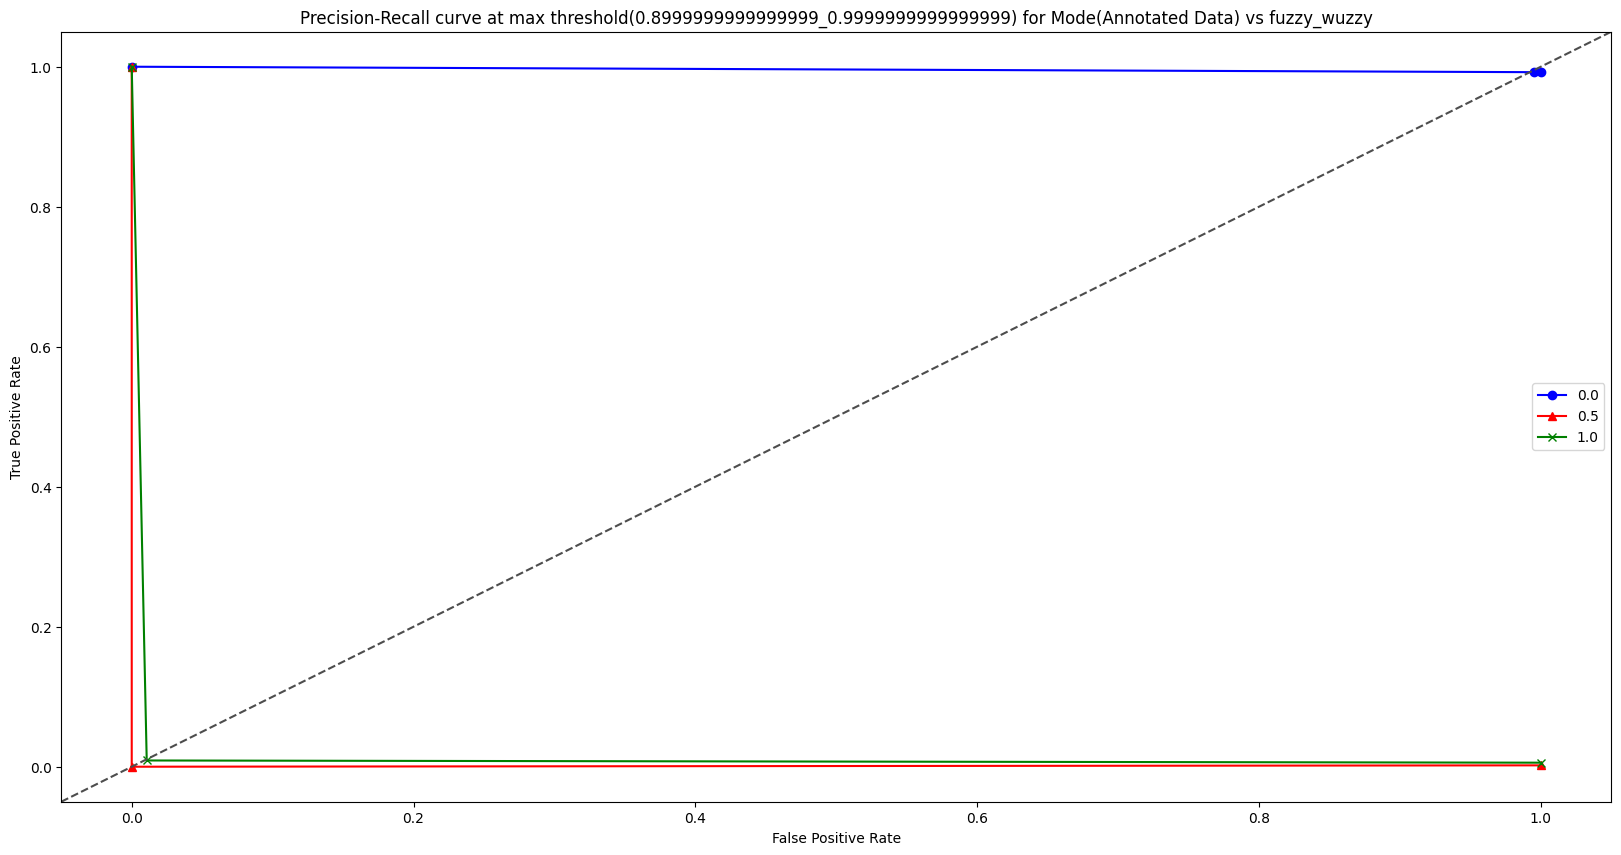 Precision-Recall curve at max threshold(0.8999999999999999_0.9999999999999999) for Mode(Annotated Data) vs fuzzy_wuzzy
1.0
0.8
0.6
0.4
0.2
0.0
True Positive Rate
0.0
0.5
1.0
0.0 0.2 0.4 0.6 0.8 1.0
False Positive Rate